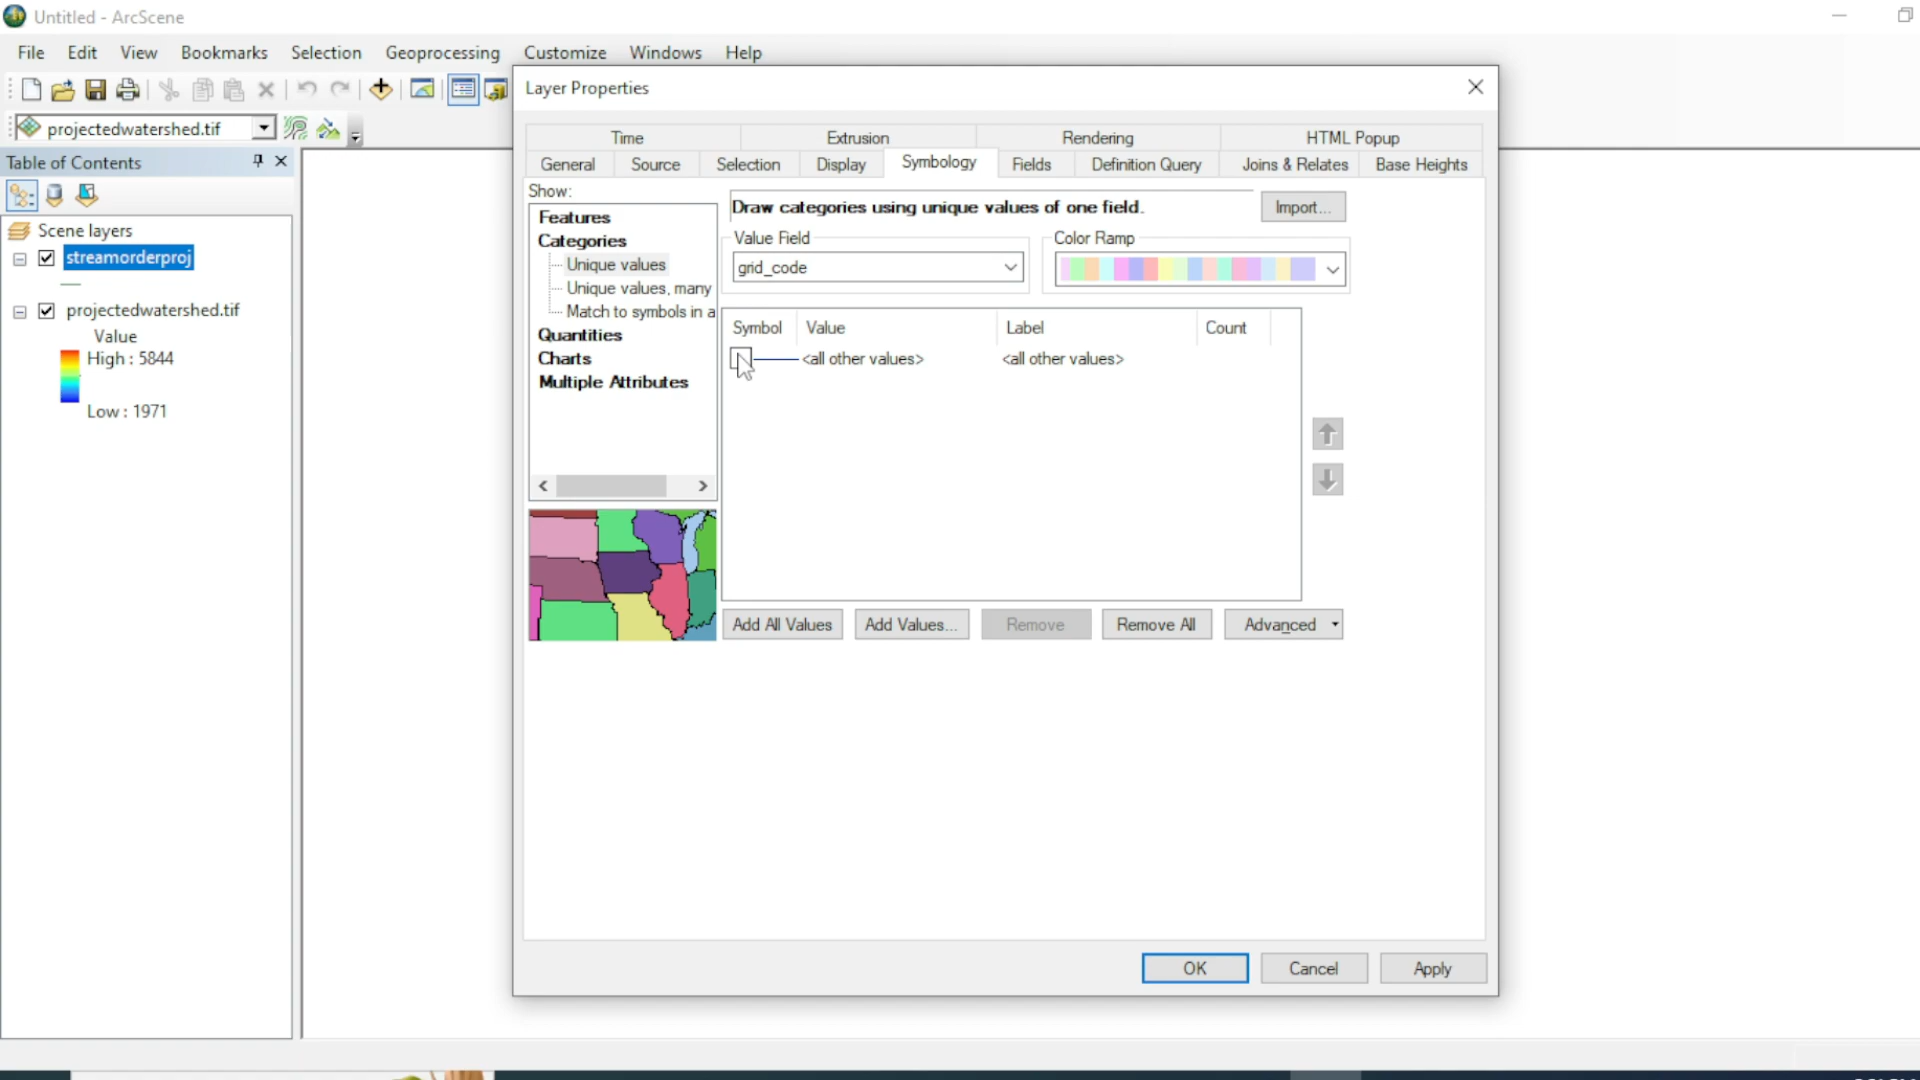 Untitled - ArcScene
File Edit View Bookmarks Selection Geoprocessing Customize Windows Help
Layer Properties
projectedwatershed.tif
Time Extrusion Rendering HTML Popup
General Source Selection Display Symbology Fields Definition Query Joins & Relates Base Heights
Table of Contents
Show:
Features
Categories
Unique values
Unique values, many
Match to symbols in a
Quantities
Charts
Multiple Attributes
Draw categories using unique values of one field.
Import...
Value Field
grid_code
Color Ramp
Symbol Value Label Count
<all other values> <all other values>
Add All Values Add Values... Remove Remove All Advanced
Scene layers
streamorderproj
projectedwatershed.tif
Value
High : 5844
Low : 1971
OK Cancel Apply